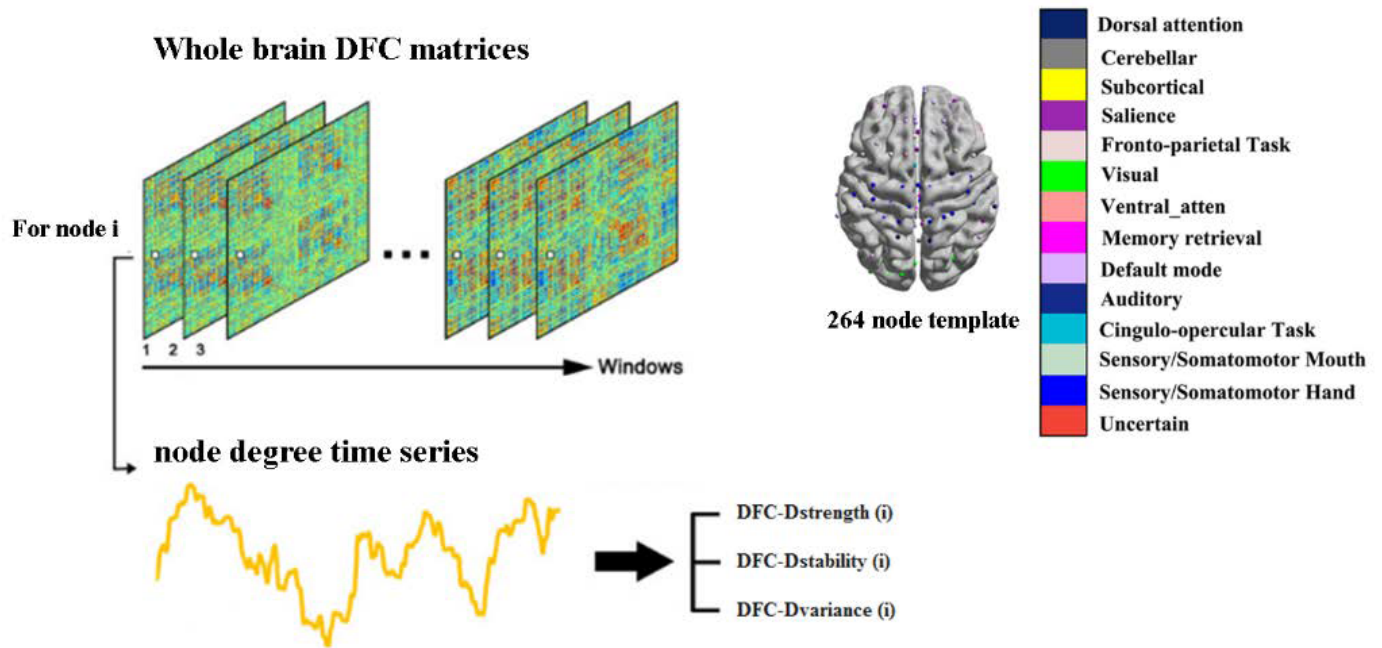 Whole brain DFC matrices
For node i
1 2 3
Windows
node degree time series
DFC-Dstrength (i)
DFC-Dstability (i)
DFC-Dvariance (i)
264 node template
Dorsal attention
Cerebellar
Subcortical
Salience
Fronto-parietal Task
Visual
Ventral_atten
Memory retrieval
Default mode
Auditory
Cingulo-opercular Task
Sensory/Somatomotor Mouth
Sensory/Somatomotor Hand
Uncertain